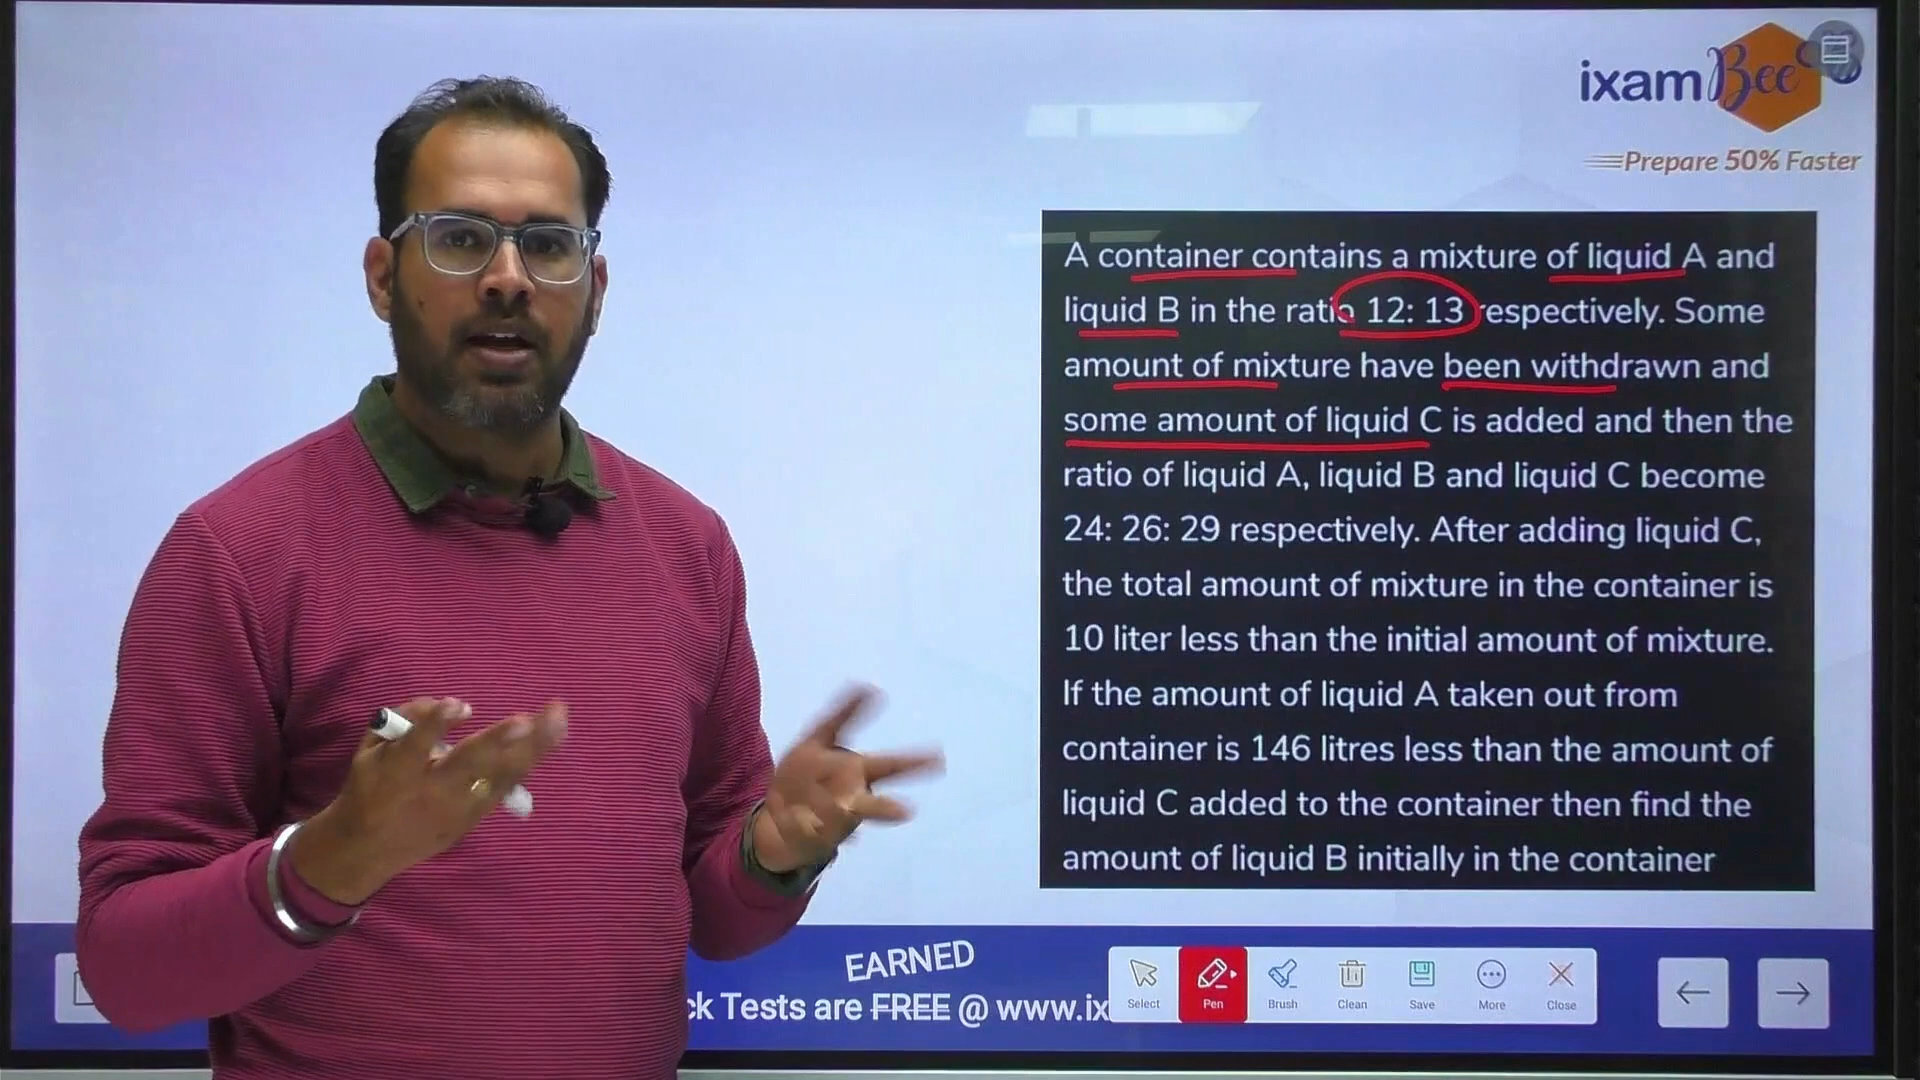 ixamBee
Prepare 50% Faster
A container contains a mixture of liquid A and
liquid B in the ratio 12: 13 respectively. Some
amount of mixture have been withdrawn and
some amount of liquid C is added and then the
ratio of liquid A, liquid B and liquid C become
24: 26: 29 respectively. After adding liquid C,
the total amount of mixture in the container is
10 liter less than the initial amount of mixture.
If the amount of liquid A taken out from
container is 146 litres less than the amount of
liquid C added to the container then find the
amount of liquid B initially in the container
EARNED
Tests are FREE @
Select Pen Brush Clean Save More Close